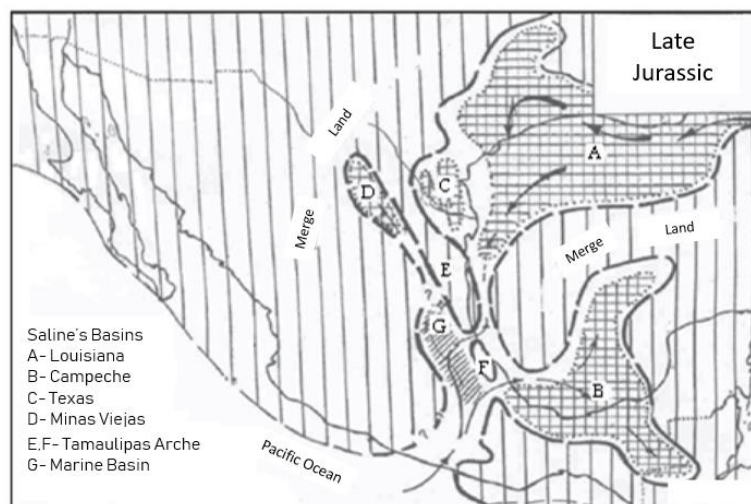 Late
Jurassic
Land
Merge
A
C
D
Land
Merge
E
G
F
B
Saline's Basins
A- Louisiana
B- Campeche
C- Texas
D- Minas Viejas
E,F- Tamaulipas Arche
G- Marine Basin
Pacific Ocean